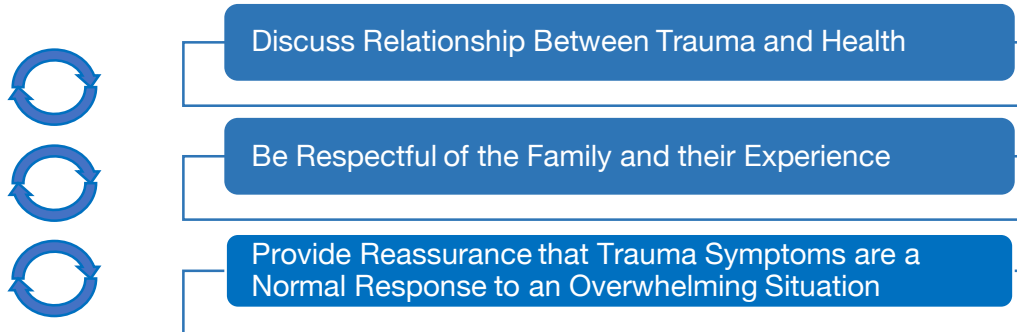 Discuss Relationship Between Trauma and Health
Be Respectful of the Family and their Experience
Provide Reassurance that Trauma Symptoms are a
Normal Response to an Overwhelming Situation